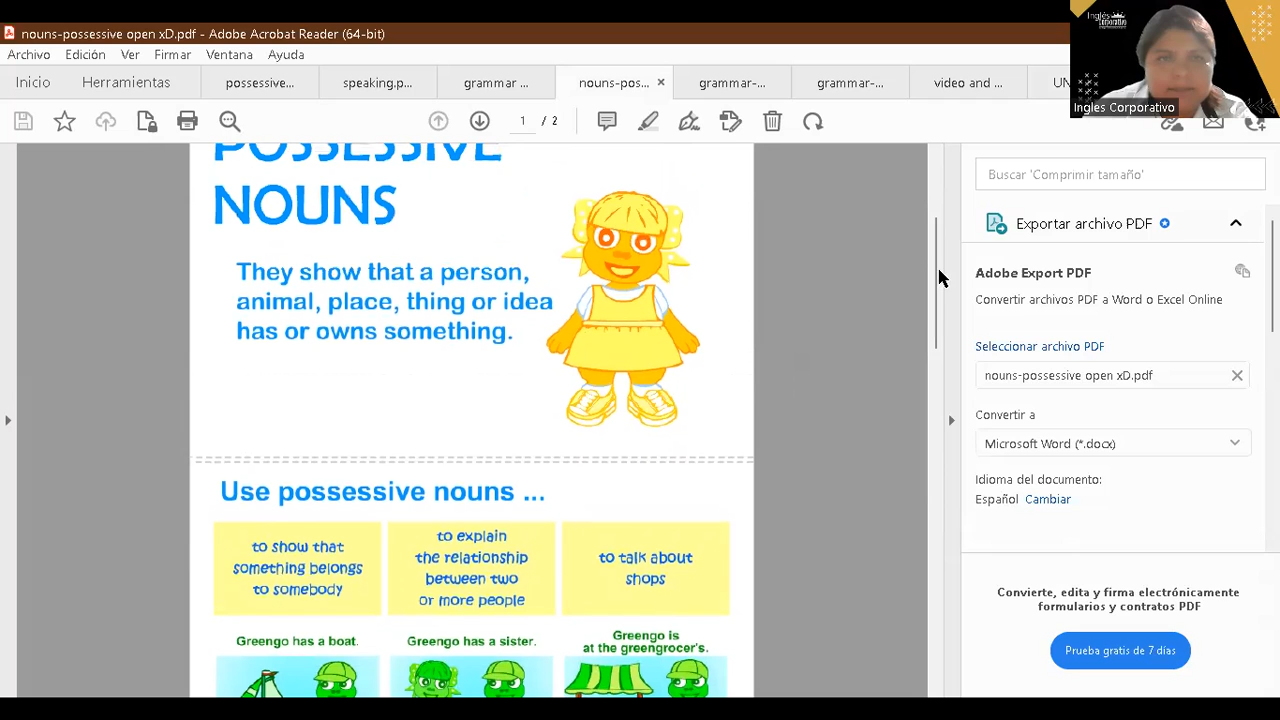 nouns-possessive open xD.pdf - Adobe Acrobat Reader (64-bit)
Archivo Edición Ver Firmar Ventana Ayuda
Inicio Herramientas possessive... speaking.p... grammar ... nouns-pos... × grammar-... grammar-... video and ... UN
Inglés
Corporativo
Ingles Corporativo
1 / 2
POSSESSIVE
NOUNS
They show that a person,
animal, place, thing or idea
has or owns something.
Use possessive nouns ...
to show that
something belongs
to somebody
to explain
the relationship
between two
or more people
to talk about
shops
Greengo has a boat.
Greengo has a sister.
Greengo is
at the greengrocer's.
Buscar 'Comprimir tamaño'
Exportar archivo PDF
Adobe Export PDF
Convertir archivos PDF a Word o Excel Online
Seleccionar archivo PDF
nouns-possessive open xD.pdf
Convertir a
Microsoft Word (*.docx)
Idioma del documento:
Español Cambiar
Convierte, edita y firma electrónicamente
formularios y contratos PDF
Prueba gratis de 7 días